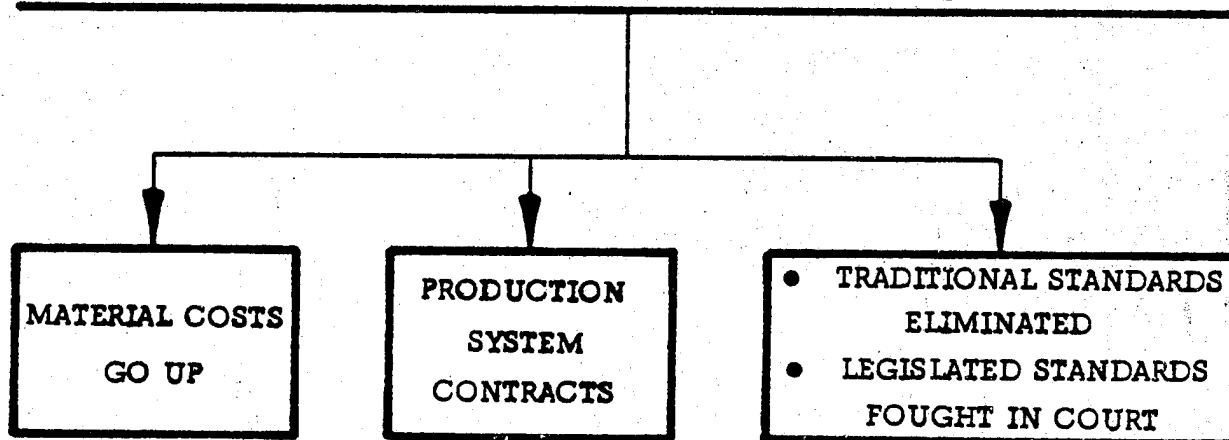 MATERIAL COSTS
GO UP
PRODUCTION
SYSTEM
CONTRACTS
● TRADITIONAL STANDARDS
ELIMINATED
● LEGISLATED STANDARDS
FOUGHT IN COURT